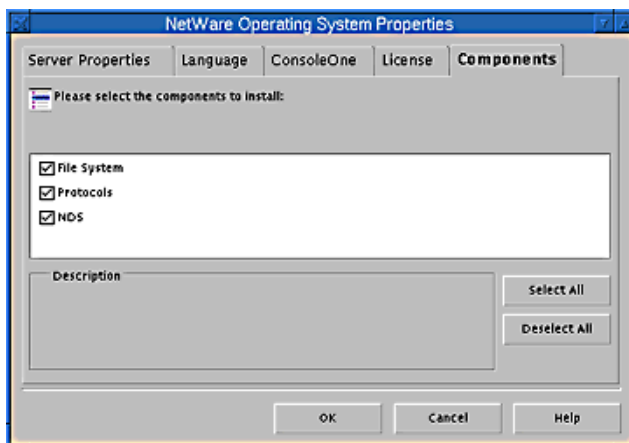 NetWare Operating System Properties
Server Properties Language ConsoleOne License Components
Please select the components to install:
File System
Protocols
NDS
Description
Select All
Deselect All
OK Cancel Help